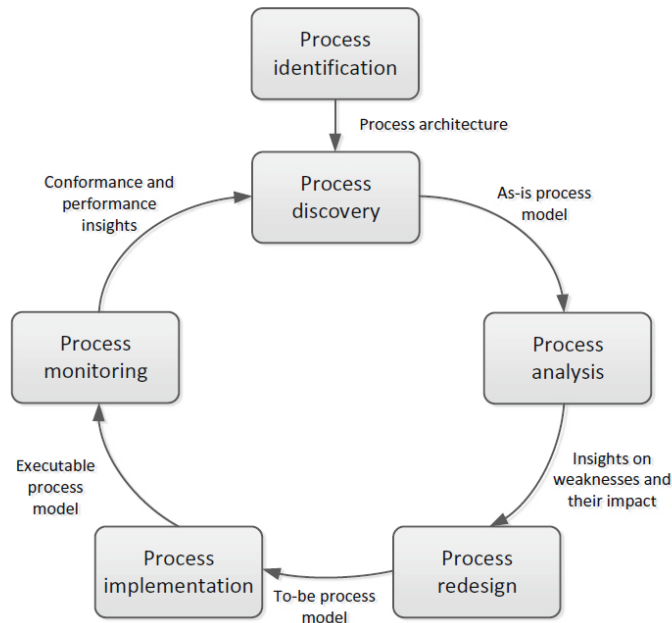 Process
identification
Process architecture
Process
discovery
As-is process
model
Process
analysis
Insights on
weaknesses and
their impact
Process
redesign
To-be process
model
Process
implementation
Executable
process
model
Process
monitoring
Conformance and
performance
insights